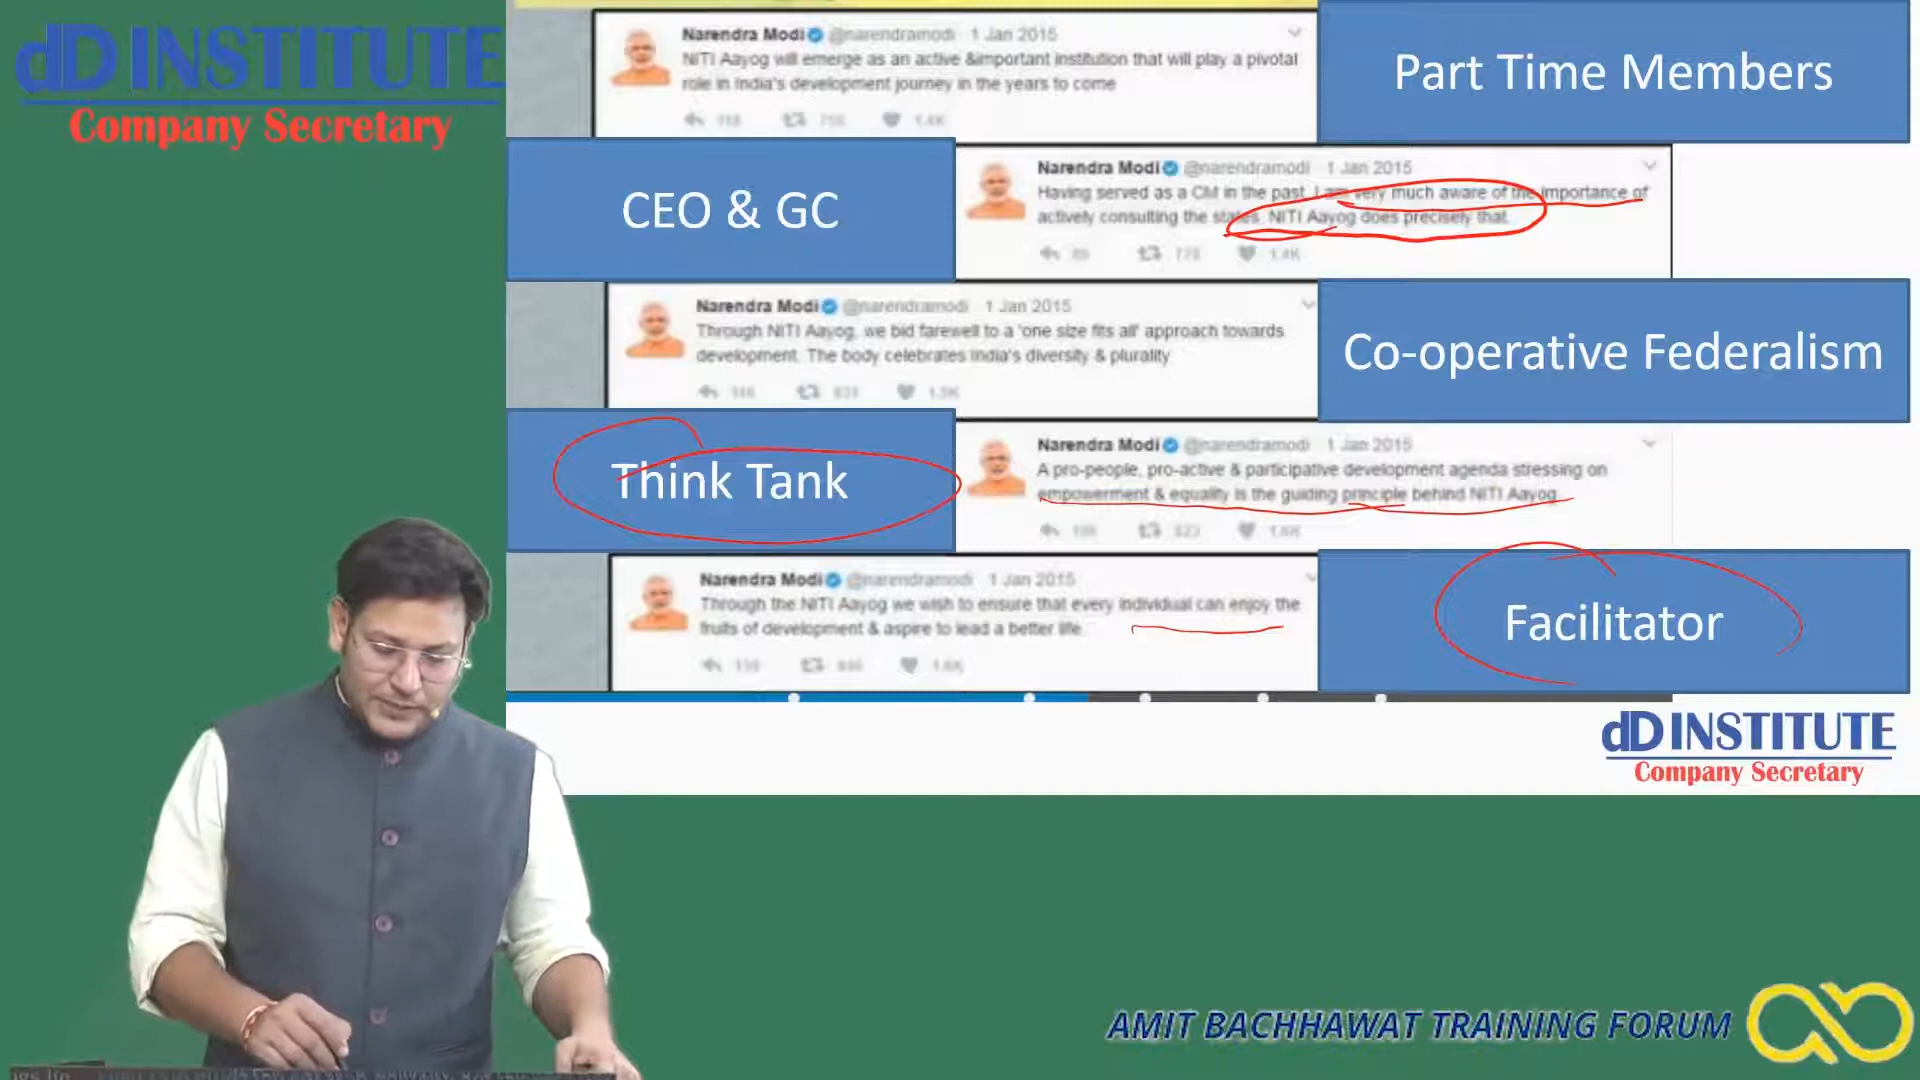 dD INSTITUTE
Company Secretary
Narendra Modi @narendramodi 1 Jan 2015
NITI Aayog will emerge as an active &important institution that will play a pivotal
role in India's development journey in the years to come
1.4K
Part Time Members
CEO & GC
Narendra Modi @narendramodi 1 Jan 2015
Having served as a CM in the past, I am very much aware of the importance of
actively consulting the states. NITI Aayog does precisely that.
1.4K
Narendra Modi @narendramodi 1 Jan 2015
Through NITI Aayog, we bid farewell to a 'one size fits all' approach towards
development. The body celebrates India's diversity & plurality
Co-operative Federalism
Think Tank
Narendra Modi @narendramodi 1 Jan 2015
A pro-people, pro-active & participative development agenda stressing on
empowerment & equality is the guiding principle behind NITI Aayog
Narendra Modi @narendramodi 1 Jan 2015
Through the NITI Aayog we wish to ensure that every individual can enjoy the
fruits of development & aspire to lead a better life.
Facilitator
dD INSTITUTE
Company Secretary
AMIT BACHHAWAT TRAINING FORUM